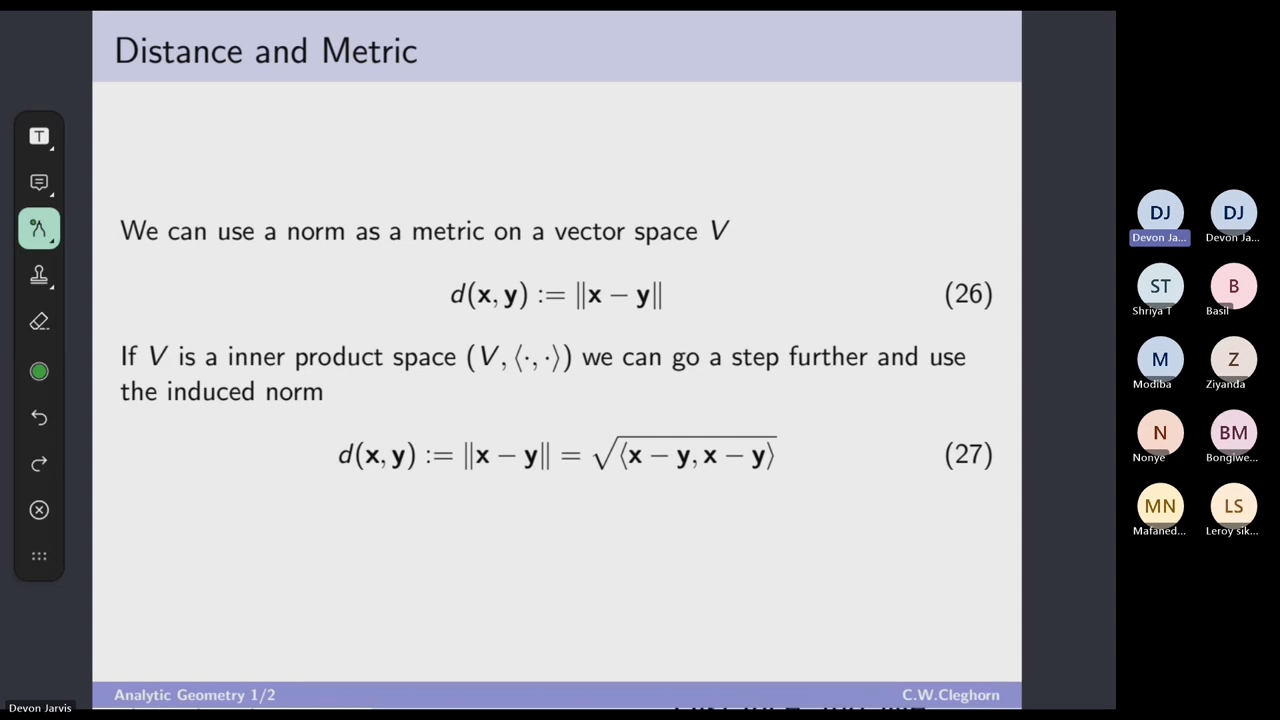 Distance and Metric
We can use a norm as a metric on a vector space V
d(x, y) := ‖x − y‖ (26)
If V is a inner product space (V, ⟨·, ·⟩) we can go a step further and use
the induced norm
d(x, y) := ‖x − y‖ = √⟨x − y, x − y⟩ (27)
Analytic Geometry 1/2 C.W.Cleghorn
Devon Jarvis
T
DJ DJ
Devon Ja... Devon Ja...
ST B
Shriya T Basil
M Z
Modiba Ziyanda
N BM
Nonye Bongiwe...
MN LS
Mafaned... Leroy sik...